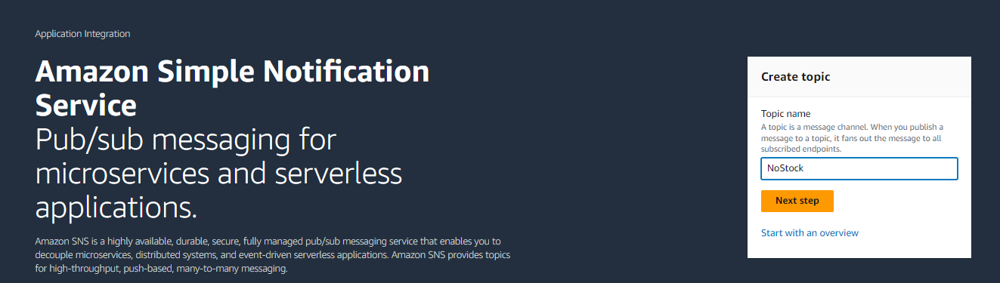 Application Integration
Amazon Simple Notification
Service
Pub/sub messaging for
microservices and serverless
applications.
Amazon SNS is a highly available, durable, secure, fully managed pub/sub messaging service that enables you to
decouple microservices, distributed systems, and event-driven serverless applications. Amazon SNS provides topics
for high-throughput, push-based, many-to-many messaging.
Create topic
Topic name
A topic is a message channel. When you publish a
message to a topic, it fans out the message to all
subscribed endpoints.
NoStock
Next step
Start with an overview